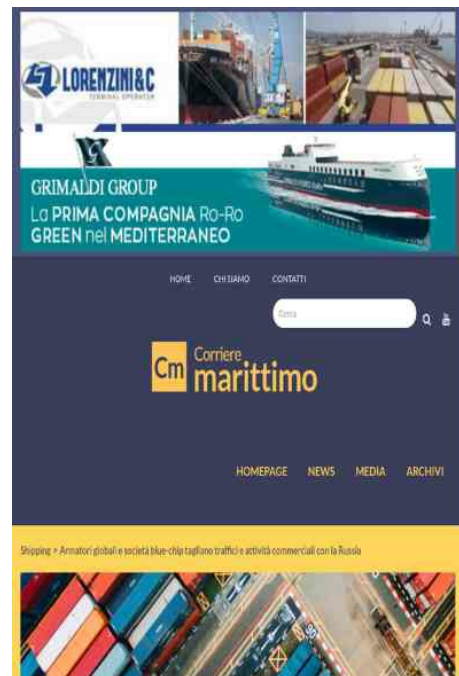 LORENZINI & C
TERMINAL OPERATOR
GRIMALDI GROUP
La PRIMA COMPAGNIA Ro-Ro
GREEN nel MEDITERRANEO
HOME CHI SIAMO CONTATTI
Cerca
Cm Corriere
marittimo
HOMEPAGE NEWS MEDIA ARCHIVI
Shipping > Armatori globali e società blue-chip tagliano traffici e attività commerciali con la Russia